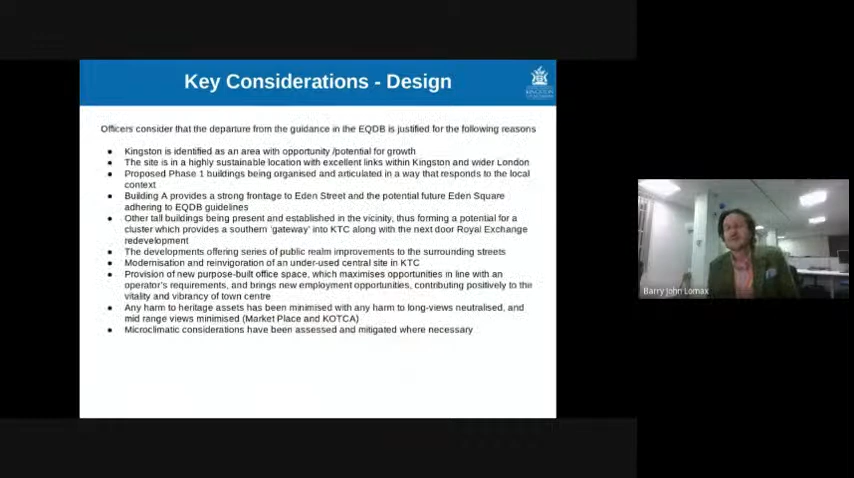 Key Considerations - Design
KINGSTON
Officers consider that the departure from the guidance in the EQDB is justified for the following reasons
● Kingston is identified as an area with opportunity /potential for growth
● The site is in a highly sustainable location with excellent links within Kingston and wider London
● Proposed Phase 1 buildings being organised and articulated in a way that responds to the local
context
● Building A provides a strong frontage to Eden Street and the potential future Eden Square
adhering to EQDB guidelines
● Other tall buildings being present and established in the vicinity, thus forming a potential for a
cluster which provides a southern 'gateway' into KTC along with the next door Royal Exchange
redevelopment
● The developments offering series of public realm improvements to the surrounding streets
● Modernisation and reinvigoration of an under-used central site in KTC
● Provision of new purpose-built office space, which maximises opportunities in line with an
operator's requirements, and brings new employment opportunities, contributing positively to the
vitality and vibrancy of town centre
● Any harm to heritage assets has been minimised with any harm to long-views neutralised, and
mid range views minimised (Market Place and KOTCA)
● Microclimatic considerations have been assessed and mitigated where necessary
Barry John Lomax